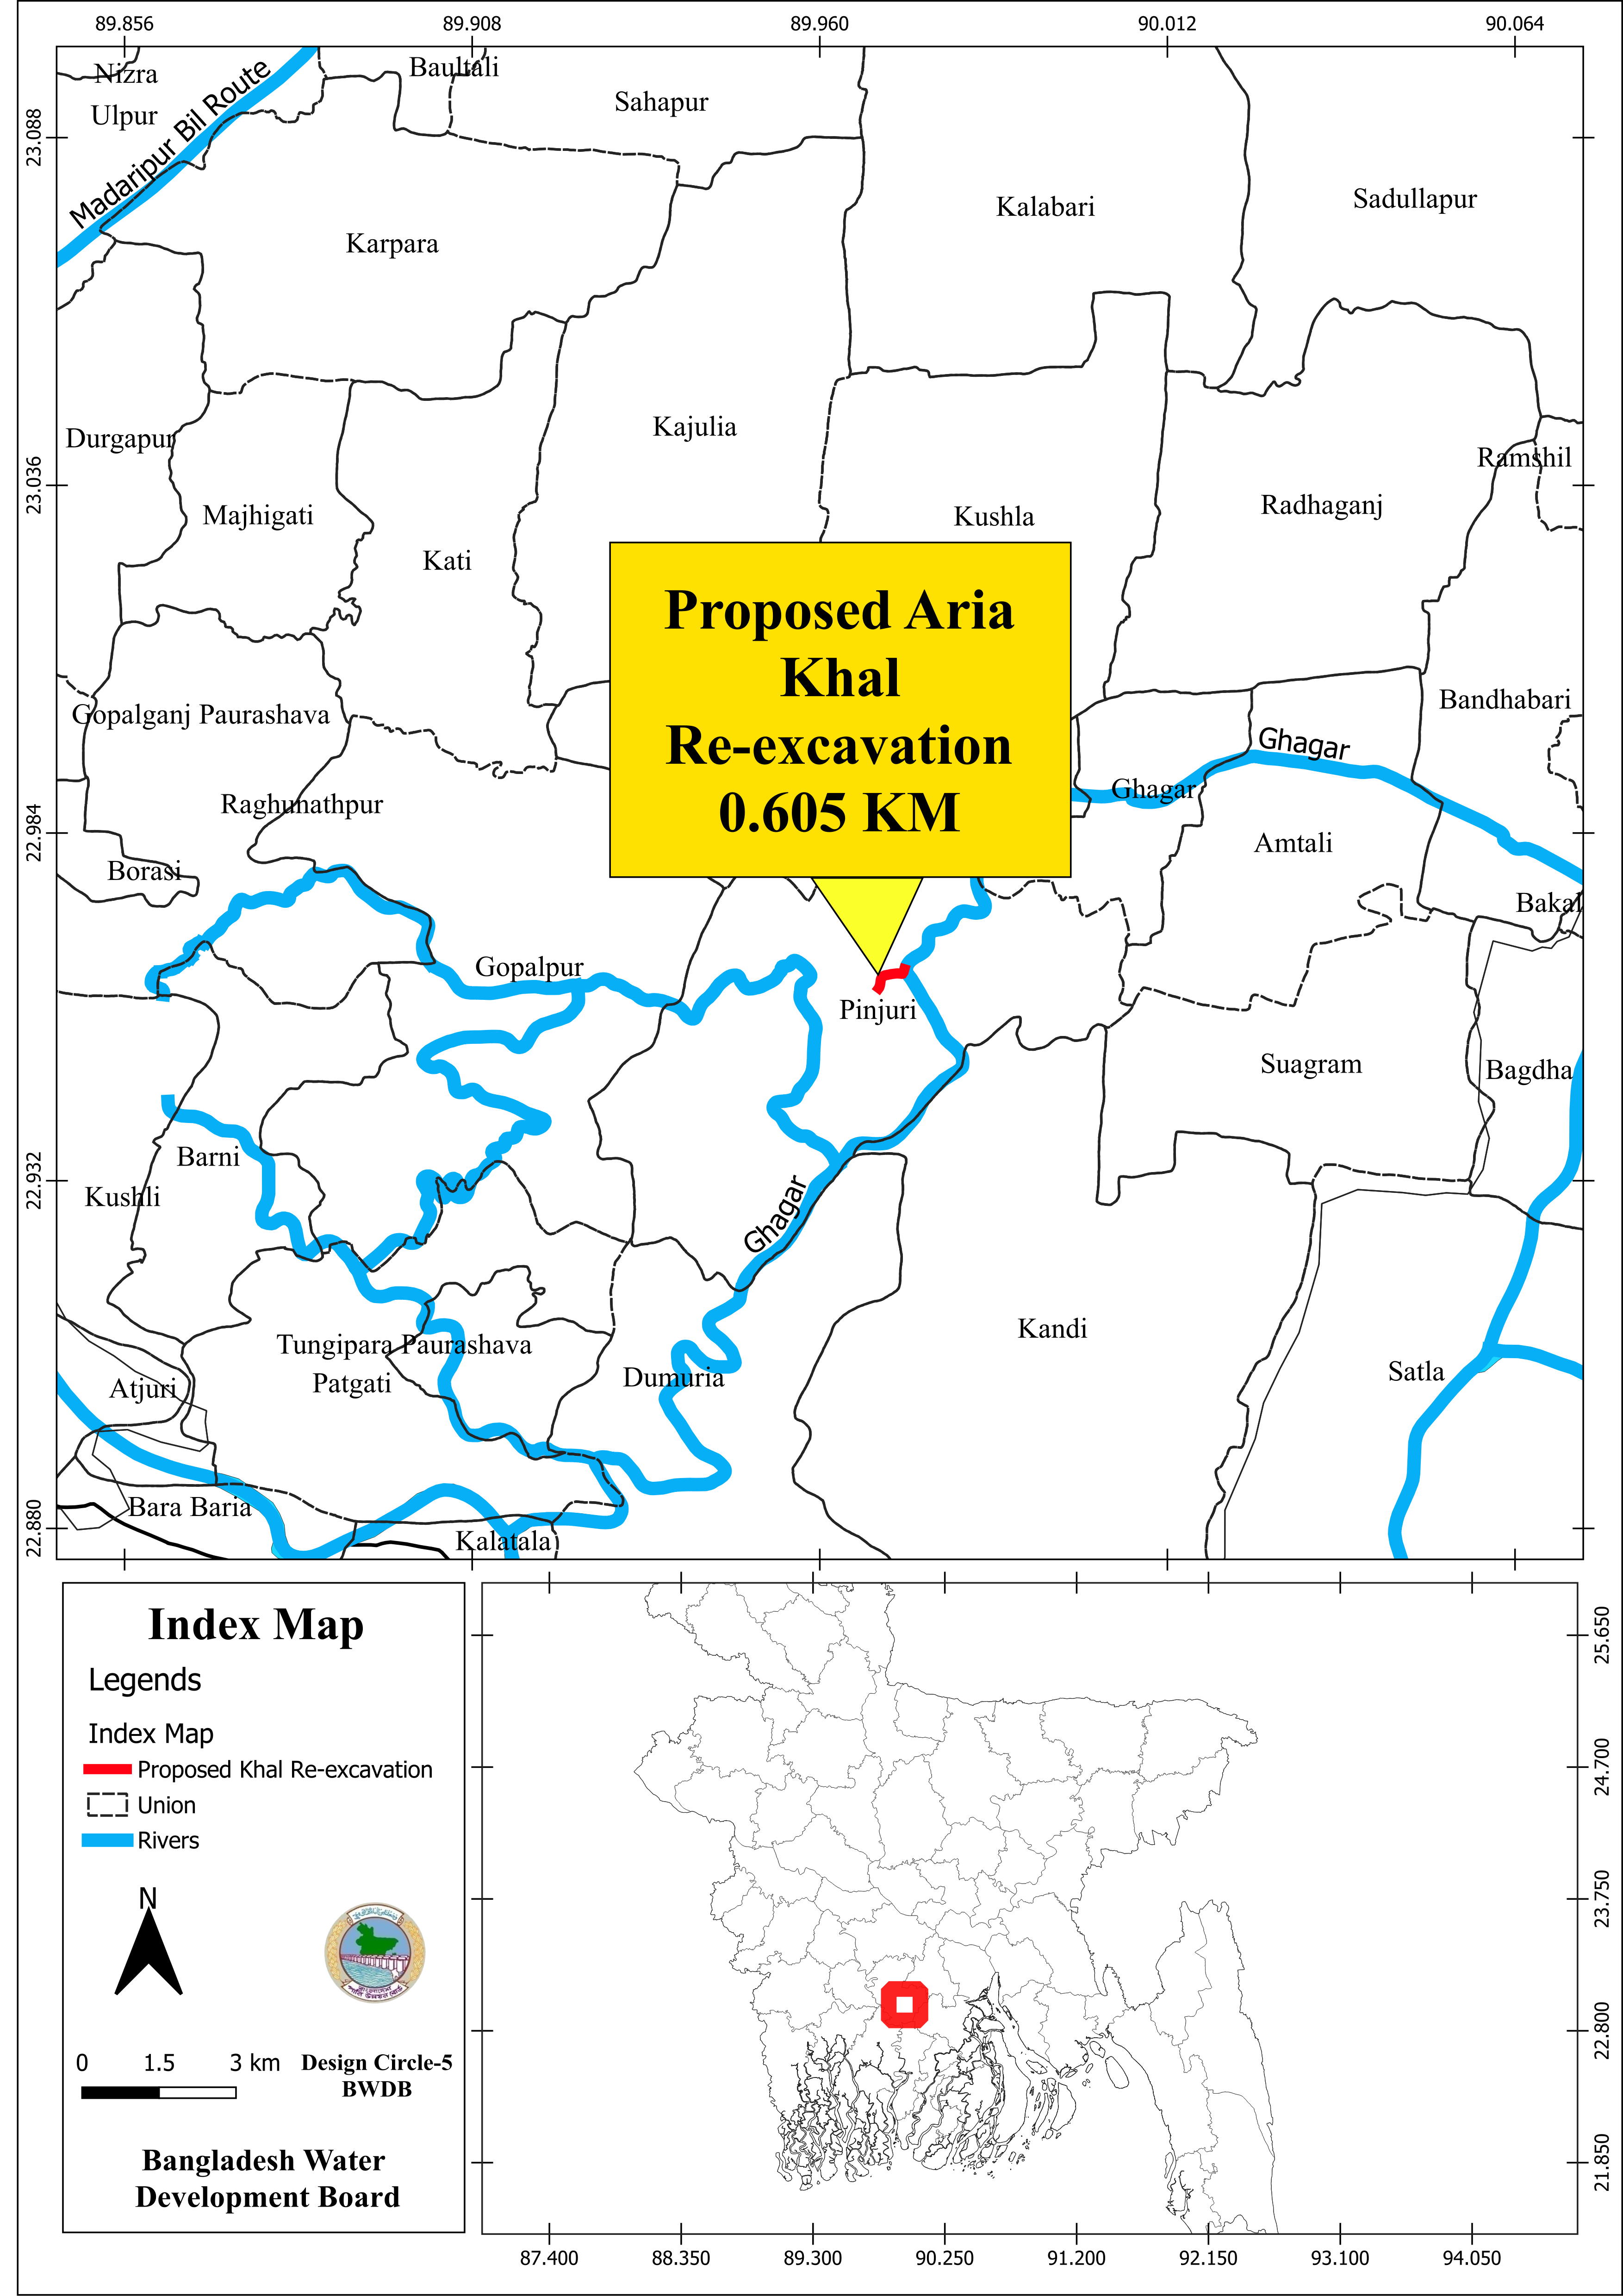 89.856
89.908
89.960
90.012
90.064
23.088
23.036
22.984
22.932
22.880
Nizra
Ulpur
Madaripur Bil Route
Baultali
Sahapur
Kalabari
Sadullapur
Karpara
Durgapur
Kajulia
Ramshil
Majhigati
Kushla
Radhaganj
Kati
Proposed Aria
Khal
Re-excavation
0.605 KM
Gopalganj Paurashava
Bandhabari
Ghagar
Ghagar
Raghunathpur
Amtali
Borasi
Bakal
Gopalpur
Pinjuri
Suagram
Bagdha
Barni
Kushli
Ghagar
Kandi
Tungipara Paurashava
Patgati
Atjuri
Dumuria
Satla
Bara Baria
Kalatala
Index Map
Legends
Index Map
Proposed Khal Re-excavation
Union
Rivers
N
0 1.5 3 km
Design Circle-5
BWDB
Bangladesh Water
Development Board
25.650
24.700
23.750
22.800
21.850
87.400
88.350
89.300
90.250
91.200
92.150
93.100
94.050